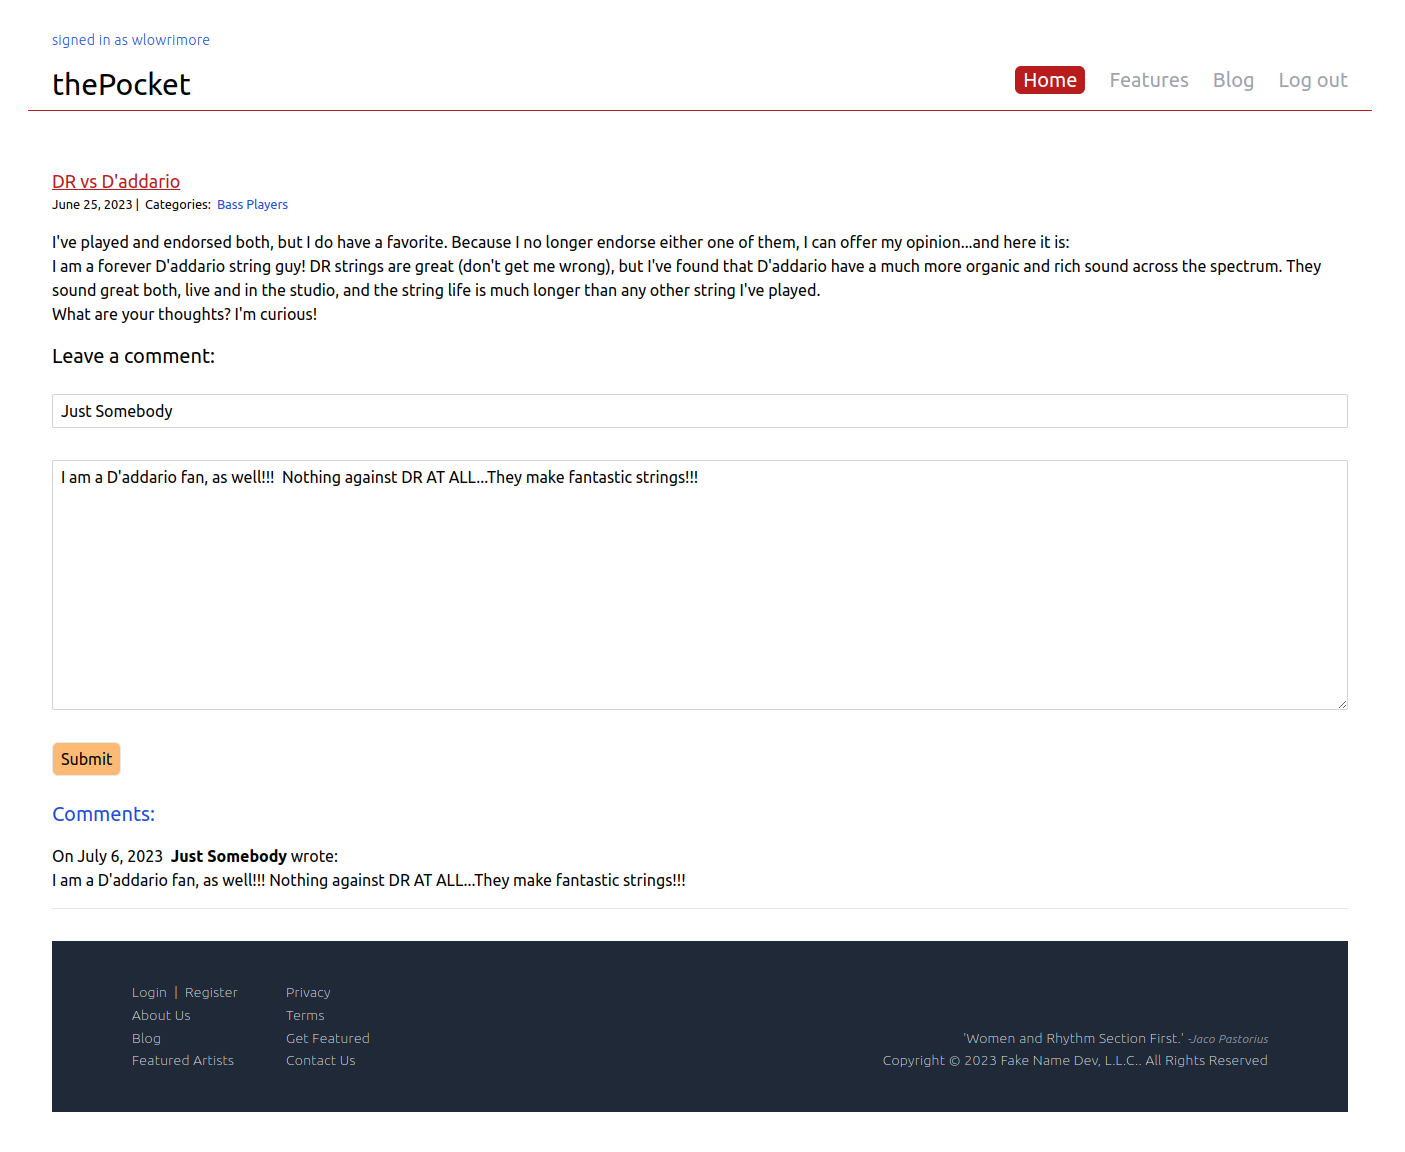 signed in as wlowrimore
thePocket
Home Features Blog Log out
DR vs D'addario
June 25, 2023 | Categories: Bass Players
I've played and endorsed both, but I do have a favorite. Because I no longer endorse either one of them, I can offer my opinion...and here it is:
I am a forever D'addario string guy! DR strings are great (don't get me wrong), but I've found that D'addario have a much more organic and rich sound across the spectrum. They
sound great both, live and in the studio, and the string life is much longer than any other string I've played.
What are your thoughts? I'm curious!
Leave a comment:
Just Somebody
I am a D'addario fan, as well!!!  Nothing against DR AT ALL...They make fantastic strings!!!
Submit
Comments:
On July 6, 2023 Just Somebody wrote:
I am a D'addario fan, as well!!! Nothing against DR AT ALL...They make fantastic strings!!!
Login | Register
About Us
Blog
Featured Artists
Privacy
Terms
Get Featured
Contact Us
'Women and Rhythm Section First.' -Jaco Pastorius
Copyright © 2023 Fake Name Dev, L.L.C.. All Rights Reserved